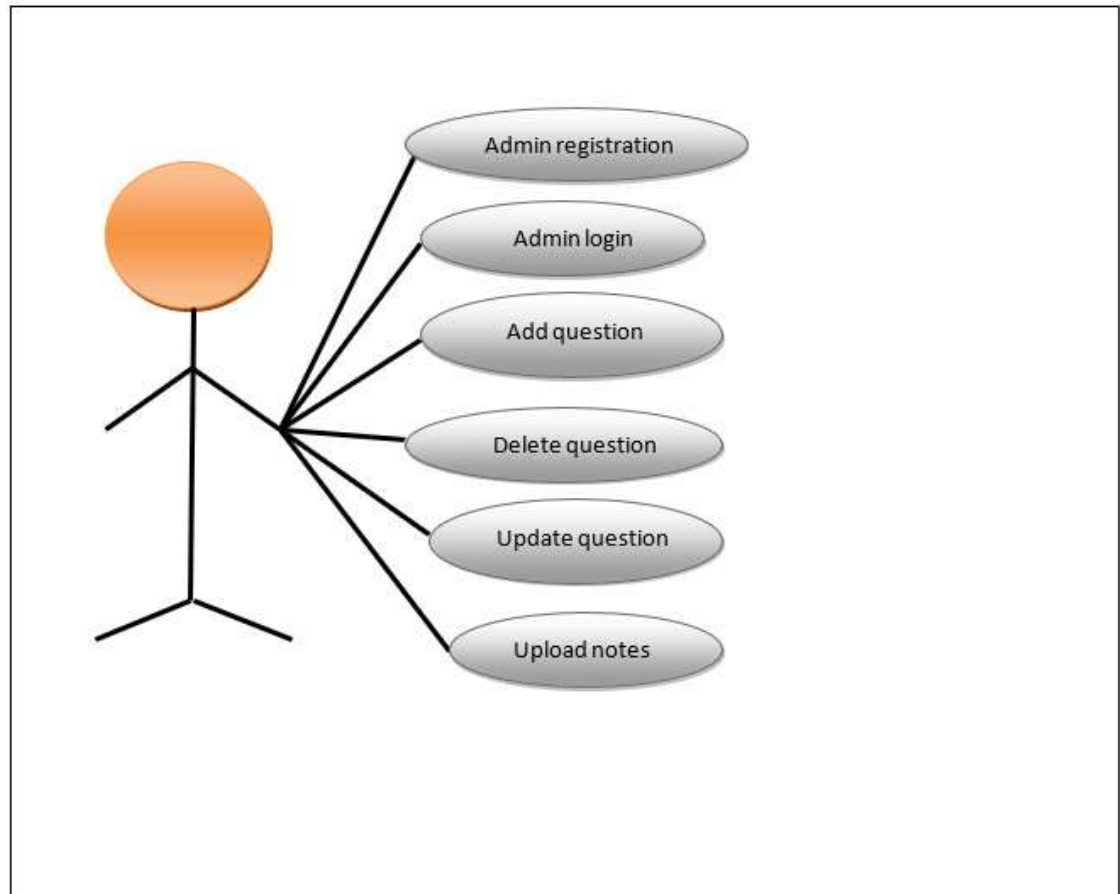 Admin registration
Admin login
Add question
Delete question
Update question
Upload notes